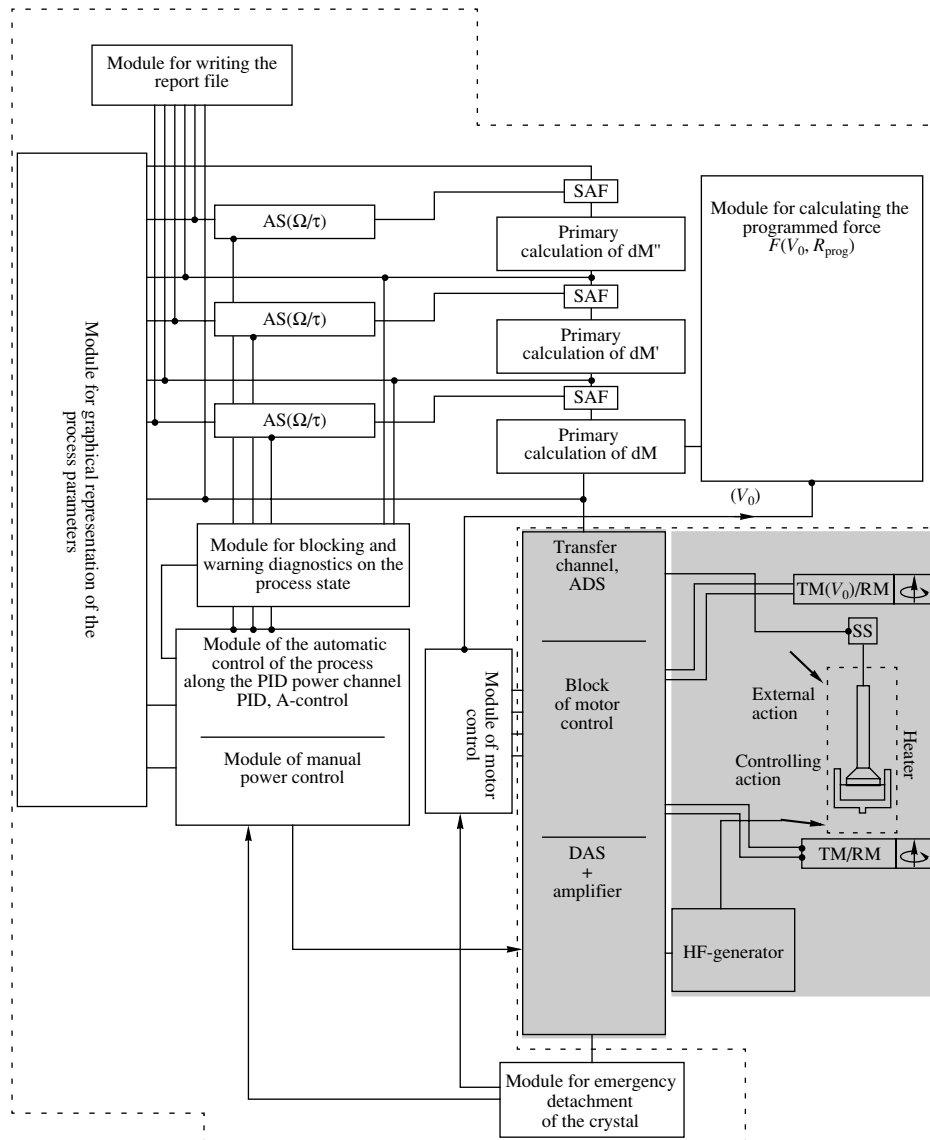 Module for writing the
report file
SAF
AS(Ω/τ)
Primary
calculation of dM"
Module for calculating the
programmed force
F(V0, Rprog)
SAF
AS(Ω/τ)
Primary
calculation of dM'
SAF
AS(Ω/τ)
Primary
calculation of dM
Module for graphical representation of the
process parameters
(V0)
Module for blocking and
warning diagnostics on the
process state
Transfer
channel,
ADS
TM(V0)/RM
SS
Module of the automatic
control of the process
along the PID power channel
PID, A-control
Module of manual
power control
Module of motor
control
Block
of motor
control
External
action
Controlling
action
Heater
DAS
+
amplifier
TM/RM
HF-generator
Module for emergency
detachment
of the crystal